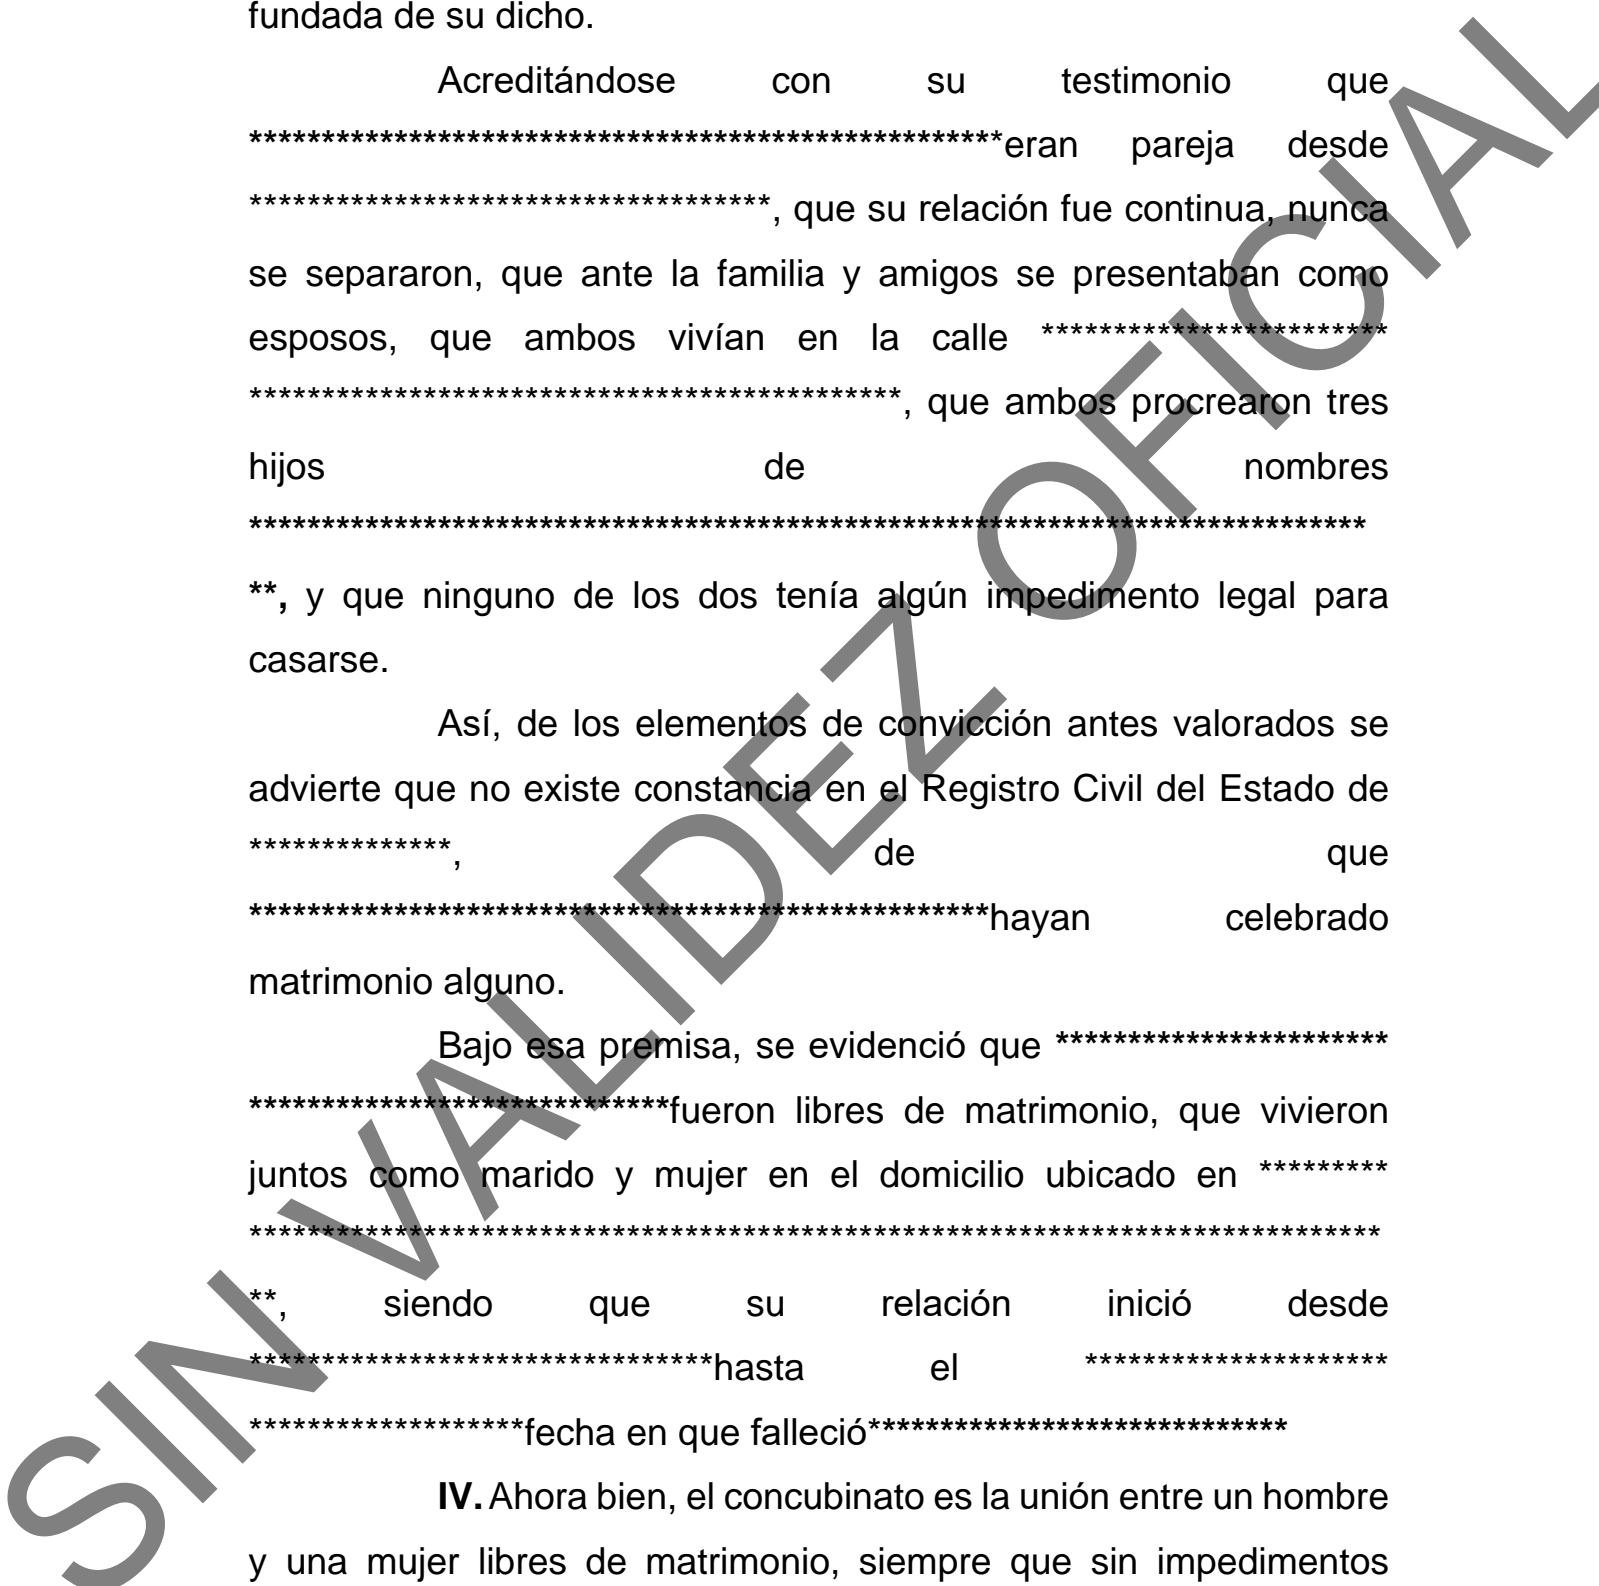 fundada de su dicho.
Acreditándose con su testimonio que
****************************************************eran pareja desde
************************************, que su relación fue continua, nunca
se separaron, que ante la familia y amigos se presentaban como
esposos, que ambos vivían en la calle ************************
*********************************************, que ambos procrearon tres
hijos de nombres
*****************************************************************************
**, y que ninguno de los dos tenía algún impedimento legal para
casarse.
Así, de los elementos de convicción antes valorados se
advierte que no existe constancia en el Registro Civil del Estado de
**************, de que
***************************************************hayan celebrado
matrimonio alguno.
Bajo esa premisa, se evidenció que ***********************
*****************************fueron libres de matrimonio, que vivieron
juntos como marido y mujer en el domicilio ubicado en *********
******************************************************************************
**, siendo que su relación inició desde
********************************hasta el *********************
*******************fecha en que falleció*****************************
IV. Ahora bien, el concubinato es la unión entre un hombre
y una mujer libres de matrimonio, siempre que sin impedimentos
SIN VALIDEZ OFICIAL